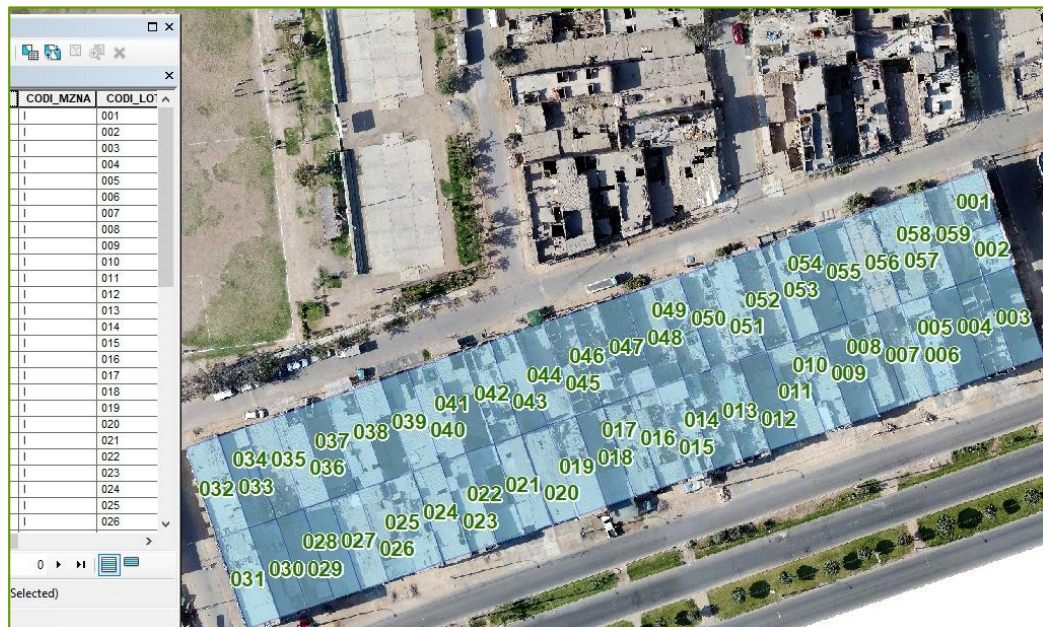 CODI_MZNA CODI_LOT
I 001
I 002
I 003
I 004
I 005
I 006
I 007
I 008
I 009
I 010
I 011
I 012
I 013
I 014
I 015
I 016
I 017
I 018
I 019
I 020
I 021
I 022
I 023
I 024
I 025
I 026
0
Selected)
001
058 059
002
054 056 057
055
053
052
049
050
051
003
005 004
048
047
046
008
007 006
010
009
045
044
011
043
042
041
013
014
012
040
039
017
016
015
038
037
018
036
019
035
034
021
020
022
033
032
024
023
025
028 027
026
030 029
031